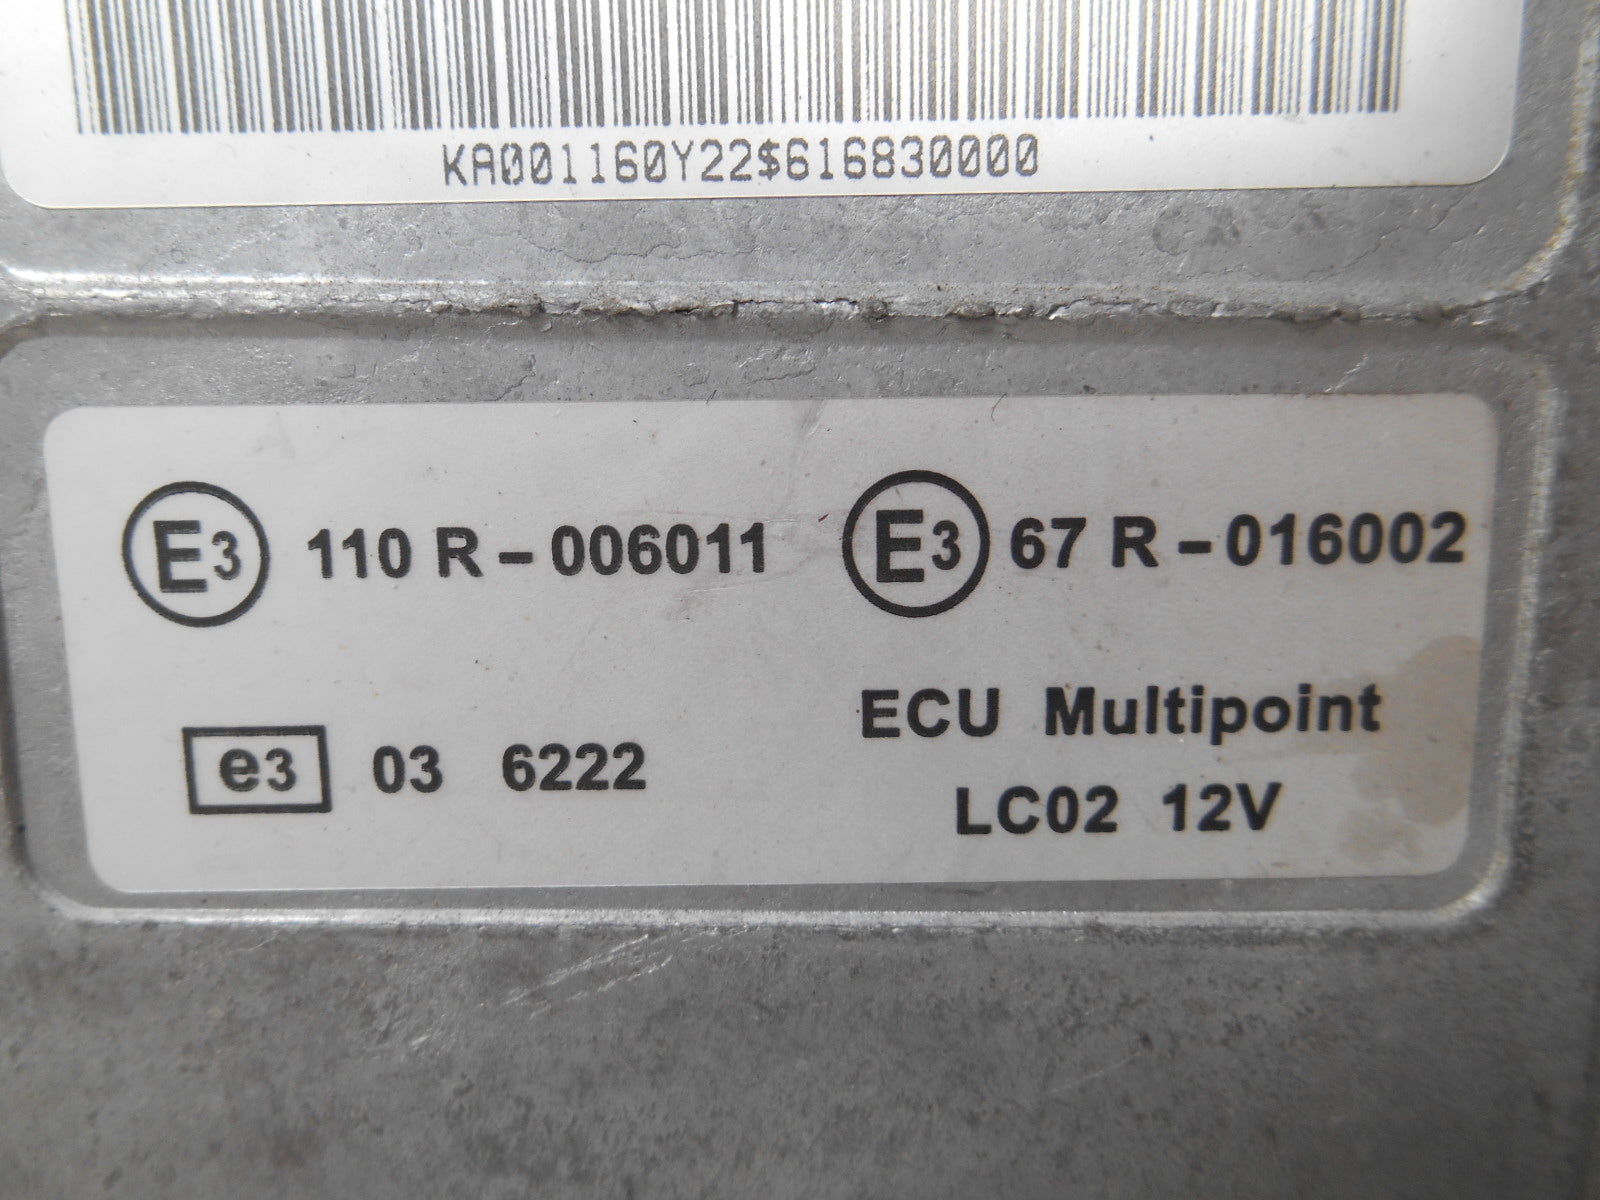 KA001160Y22$616830000
E3 110 R-006011 E3 67 R-016002
ECU Multipoint
e3 03 6222
LC02 12V